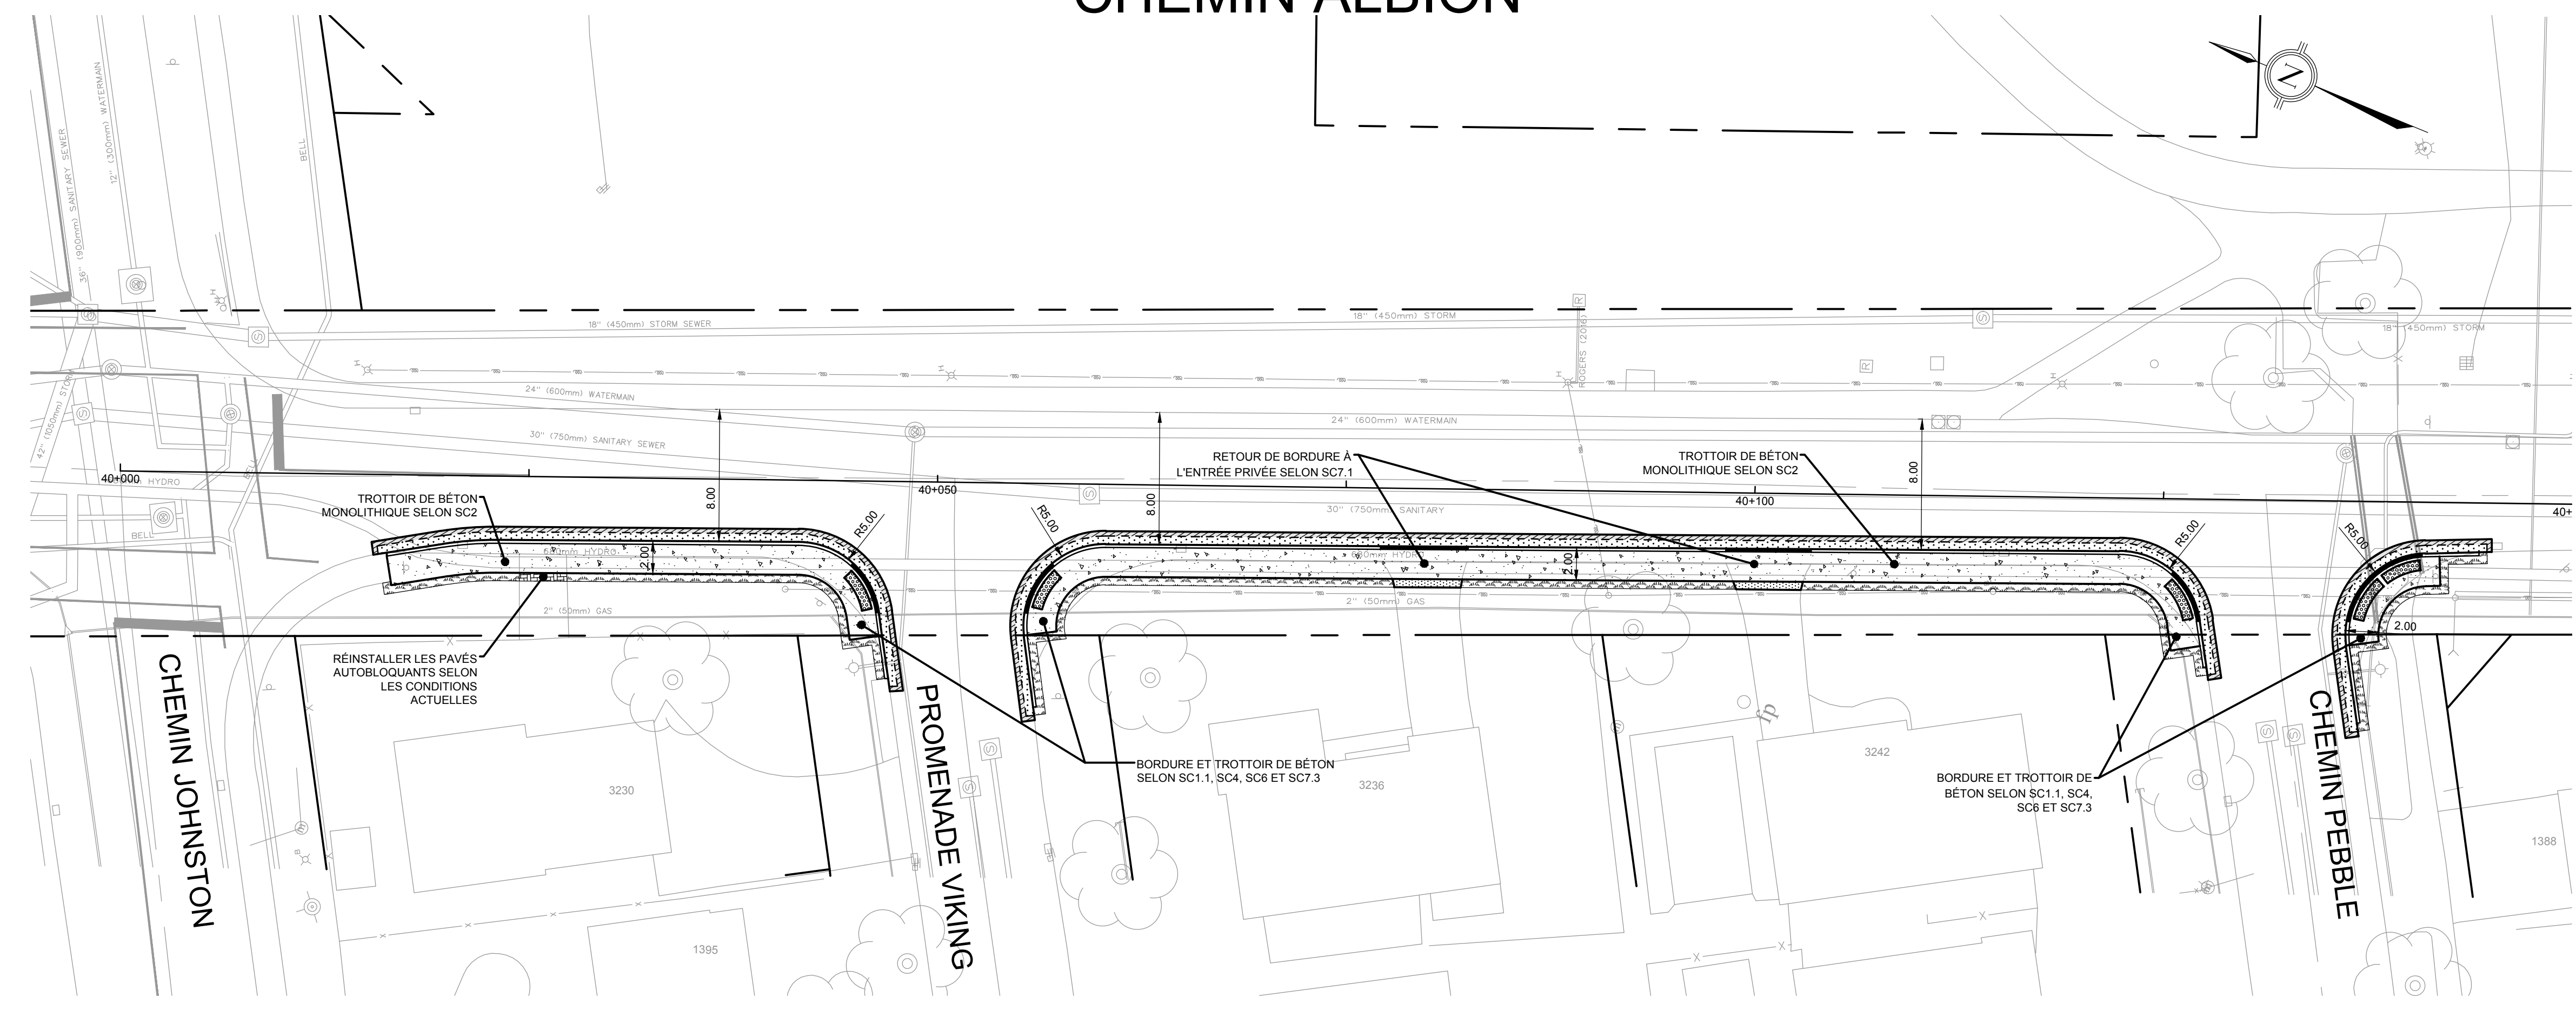 CHEMIN ALBION
N
36" (900mm) SANITARY SEWER
12" (300mm) WATERMAIN
BELL
18" (450mm) STORM SEWER
18" (450mm) STORM
18" (450mm) STORM
ROGERS (2016)
42" (1050mm) STORM
24" (600mm) WATERMAIN
24" (600mm) WATERMAIN
30" (750mm) SANITARY SEWER
30" (750mm) SANITARY
BELL
BELL
HYDRO
40+000
40+050
40+100
40+
8.00
8.00
8.00
TROTTOIR DE BÉTON
MONOLITHIQUE SELON SC2
RETOUR DE BORDURE À
L'ENTRÉE PRIVÉE SELON SC7.1
TROTTOIR DE BÉTON
MONOLITHIQUE SELON SC2
R5.00
R5.00
R5.00
R5.00
HYDRO
2.00
2.00
2.00
2" (50mm) GAS
2" (50mm) GAS
RÉINSTALLER LES PAVÉS
AUTOBLOQUANTS SELON
LES CONDITIONS
ACTUELLES
BORDURE ET TROTTOIR DE BÉTON
SELON SC1.1, SC4, SC6 ET SC7.3
BORDURE ET TROTTOIR DE
BÉTON SELON SC1.1, SC4,
SC6 ET SC7.3
CHEMIN JOHNSTON
PROMENADE VIKING
CHEMIN PEBBLE
fp
3230
3236
3242
1388
1395